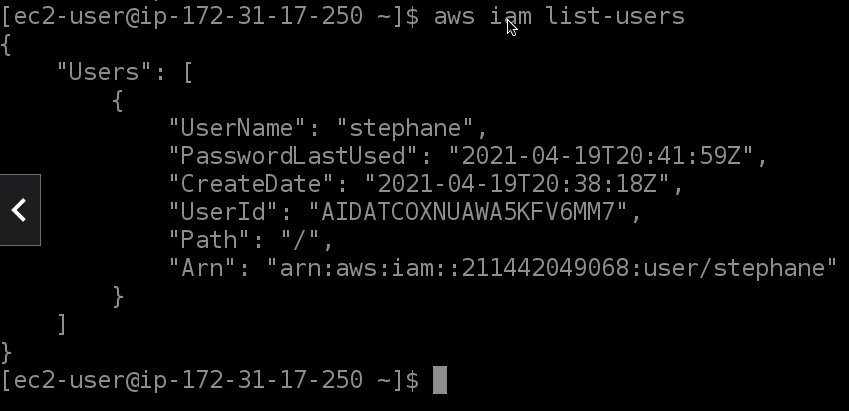 [ec2-user@ip-172-31-17-250 ~]$ aws iam list-users
{
    "Users": [
        {
            "UserName": "stephane",
            "PasswordLastUsed": "2021-04-19T20:41:59Z",
            "CreateDate": "2021-04-19T20:38:18Z",
            "UserId": "AIDATCOXNUAWA5KFV6MM7",
            "Path": "/",
            "Arn": "arn:aws:iam::211442049068:user/stephane"
        }
    ]
}
[ec2-user@ip-172-31-17-250 ~]$